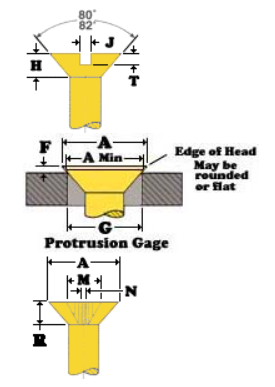 80°
82°
J
H
T
F
A
A Min
Edge of Head
May be
rounded
or flat
G
Protrusion Gage
A
M
N
R